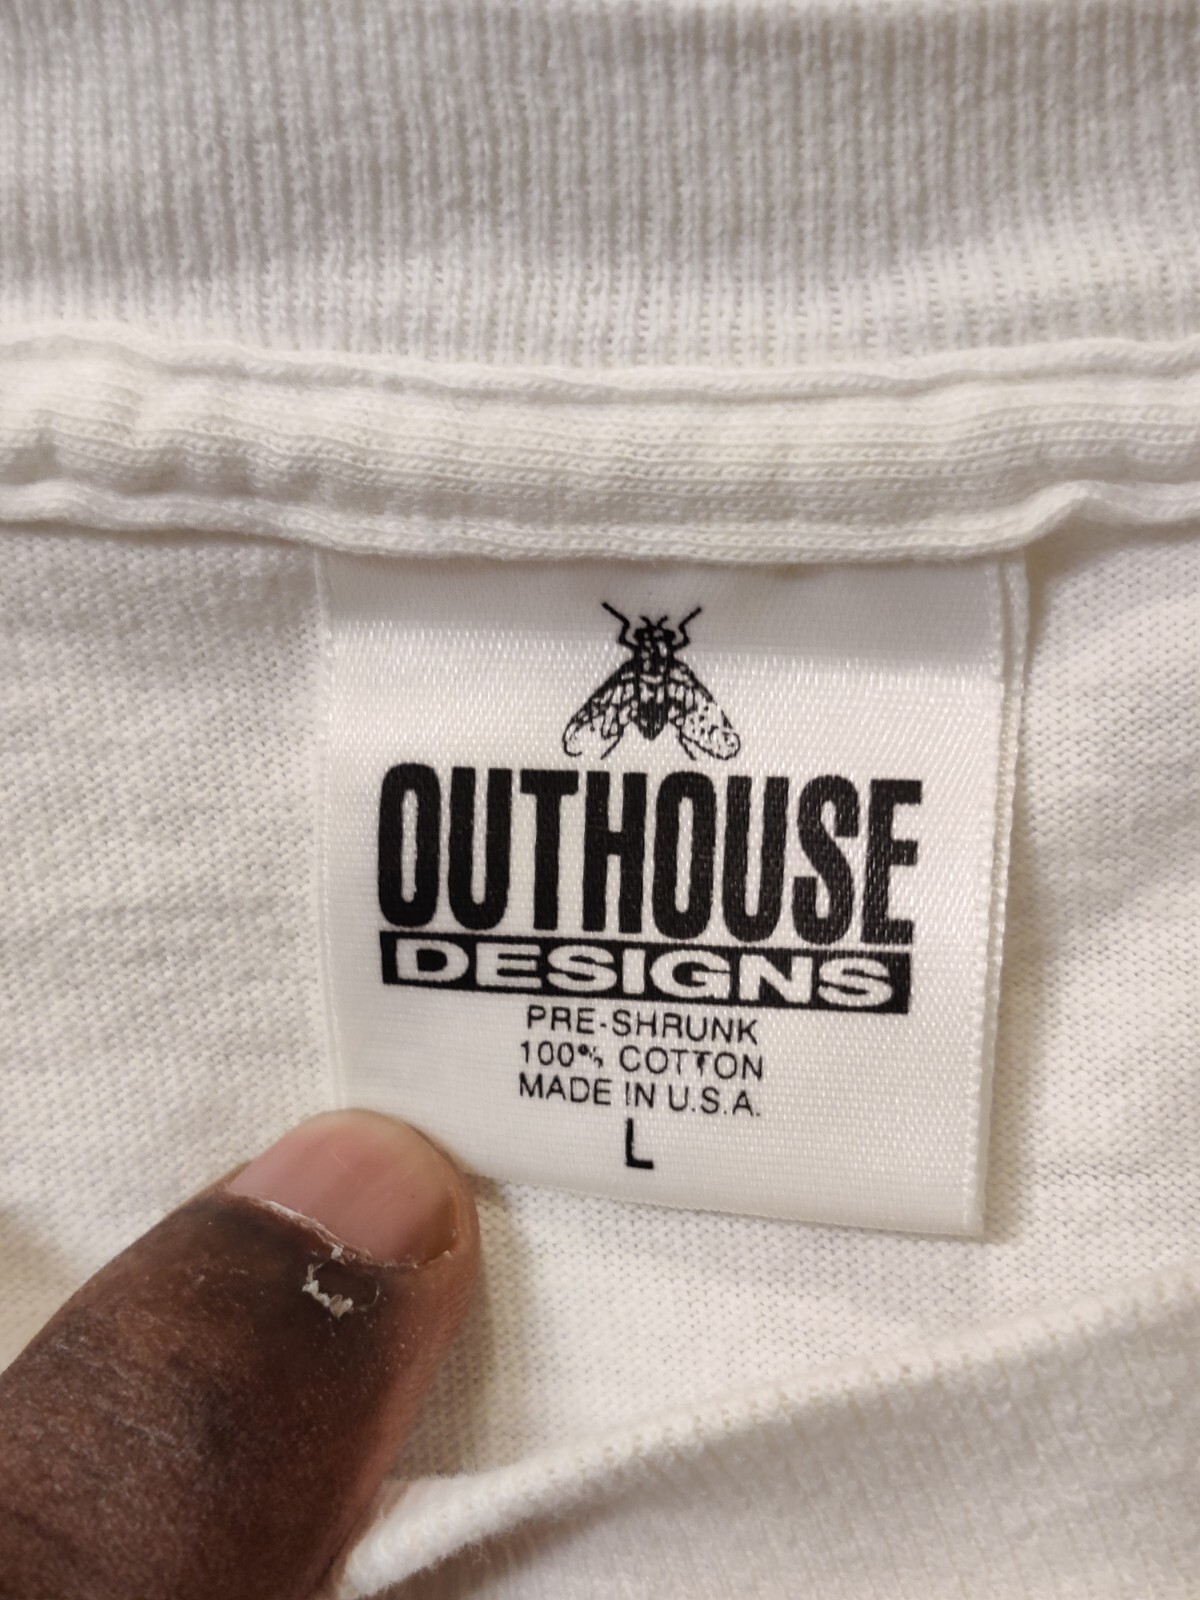 OUTHOUSE
DESIGNS
PRE-SHRUNK
100% COTTON
MADE IN U.S.A.
L